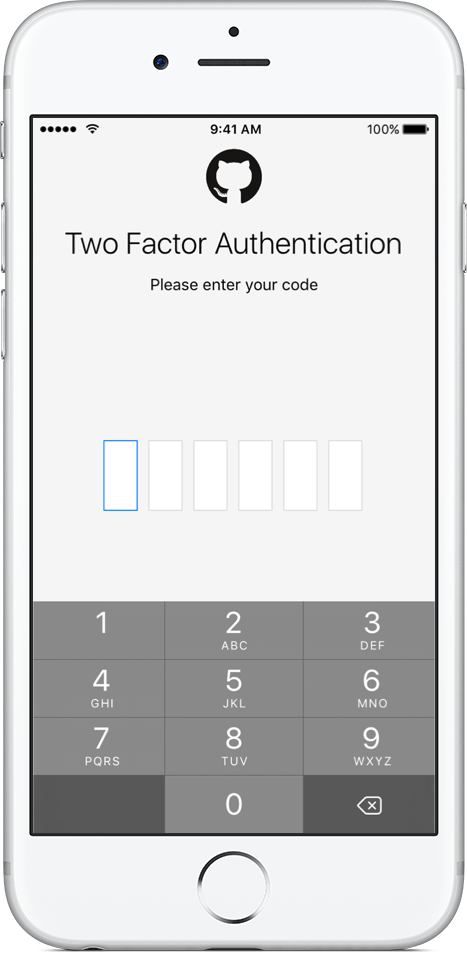 9:41 AM 100%
Two Factor Authentication
Please enter your code
1 2 3
ABC DEF
4 5 6
GHI JKL MNO
7 8 9
PQRS TUV WXYZ
0